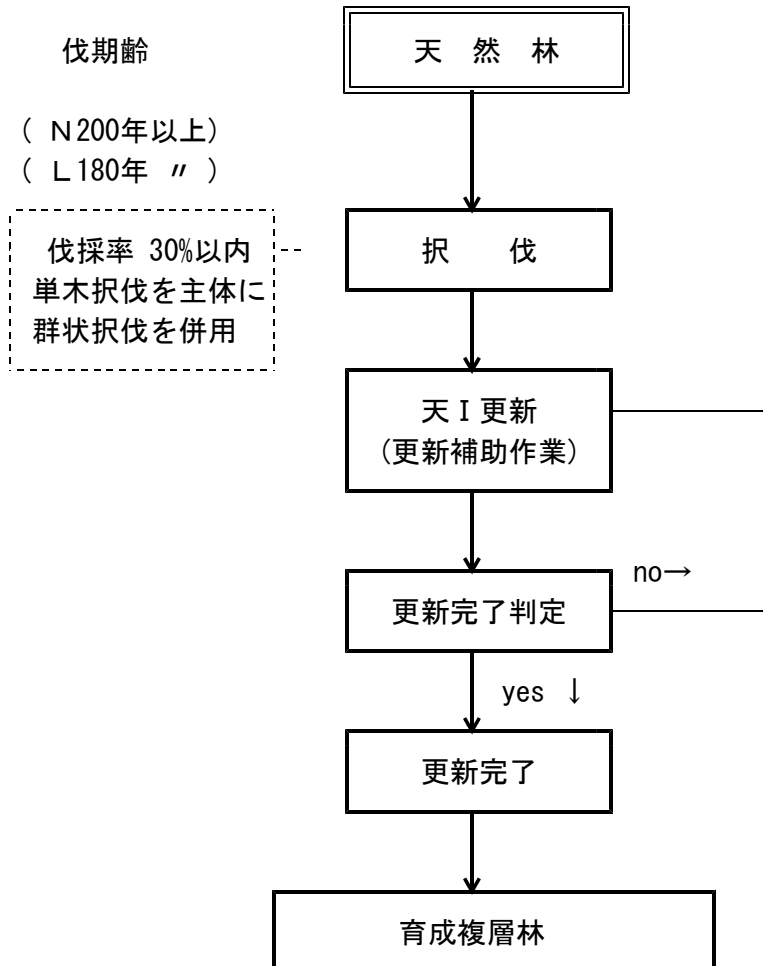 伐期齢
天 然 林
( N200年以上)
( L180年 〃 )
伐採率 30%以内
単木択伐を主体に
群状択伐を併用
択 伐
天Ⅰ更新
(更新補助作業)
no→
更新完了判定
yes ↓
更新完了
育成複層林